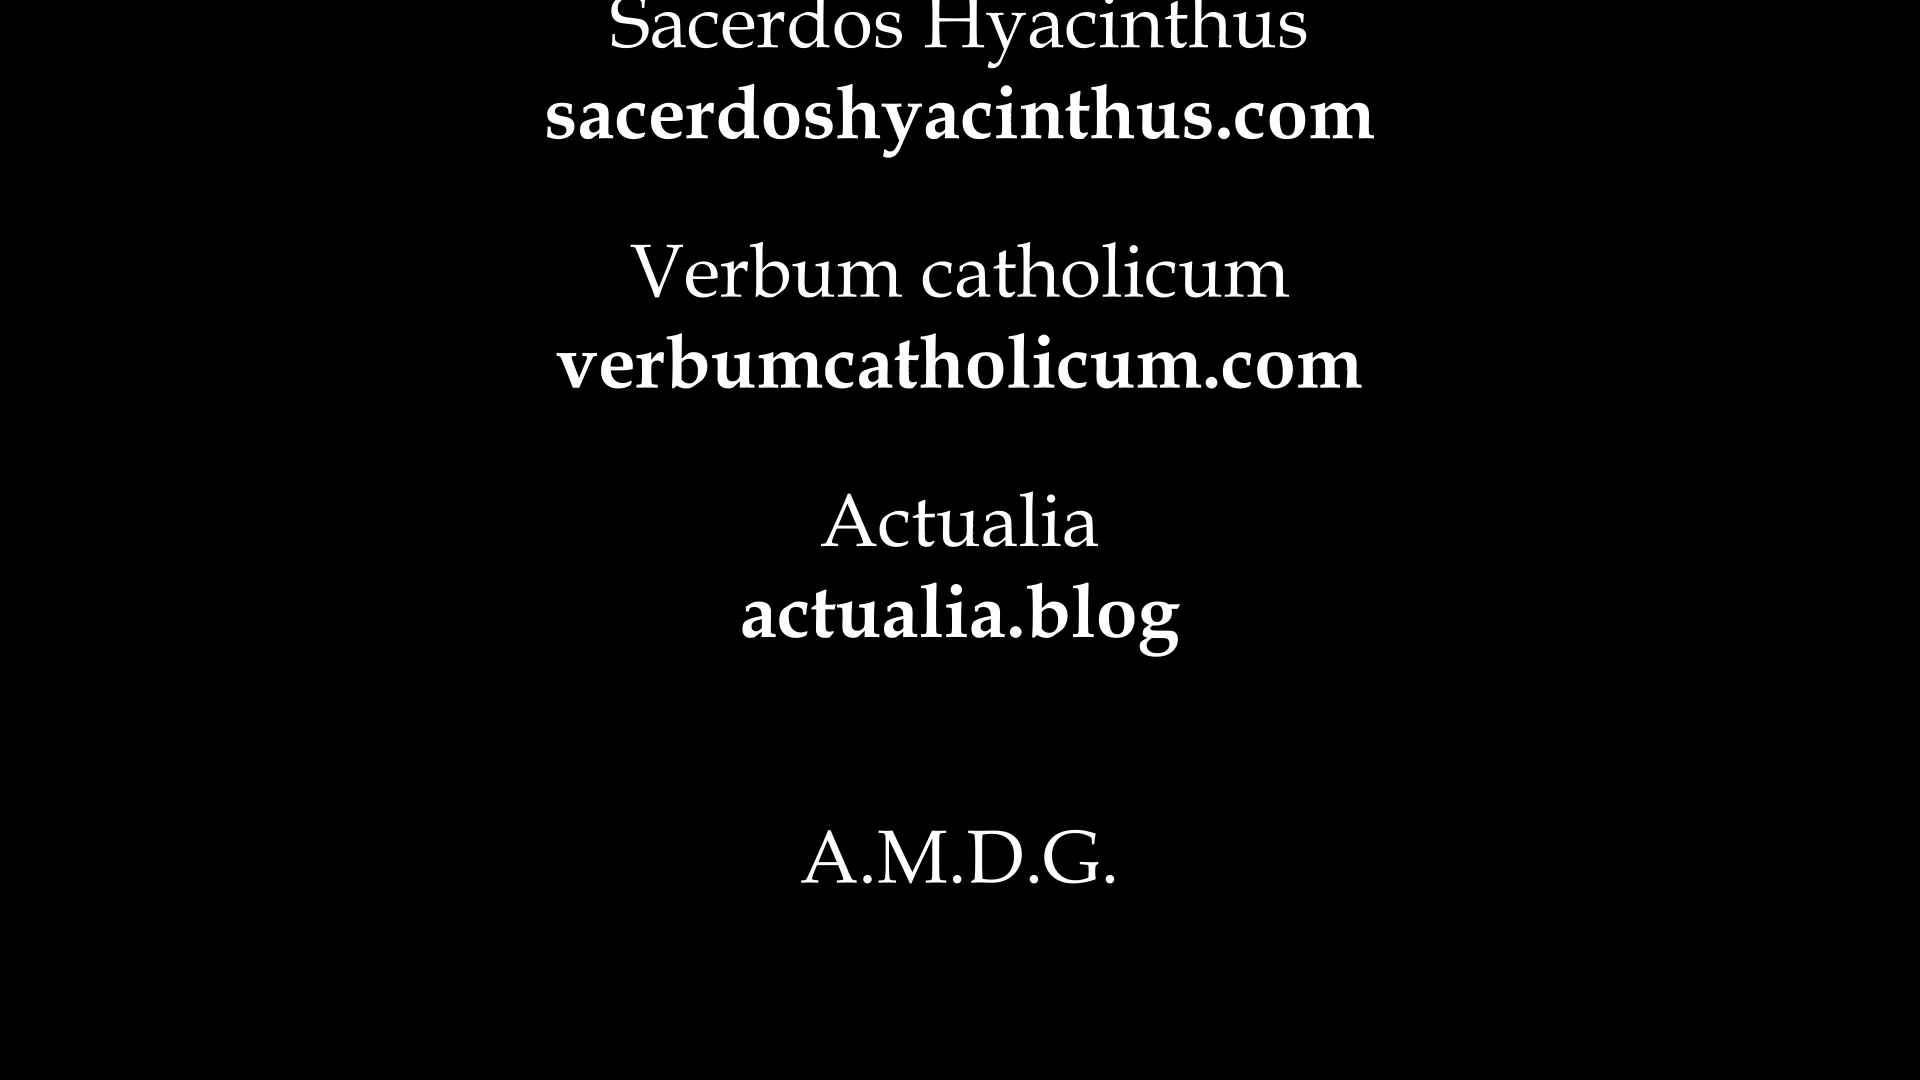 Sacerdos Hyacinthus
sacerdoshyacinthus.com
Verbum catholicum
verbumcatholicum.com
Actualia
actualia.blog
A.M.D.G.